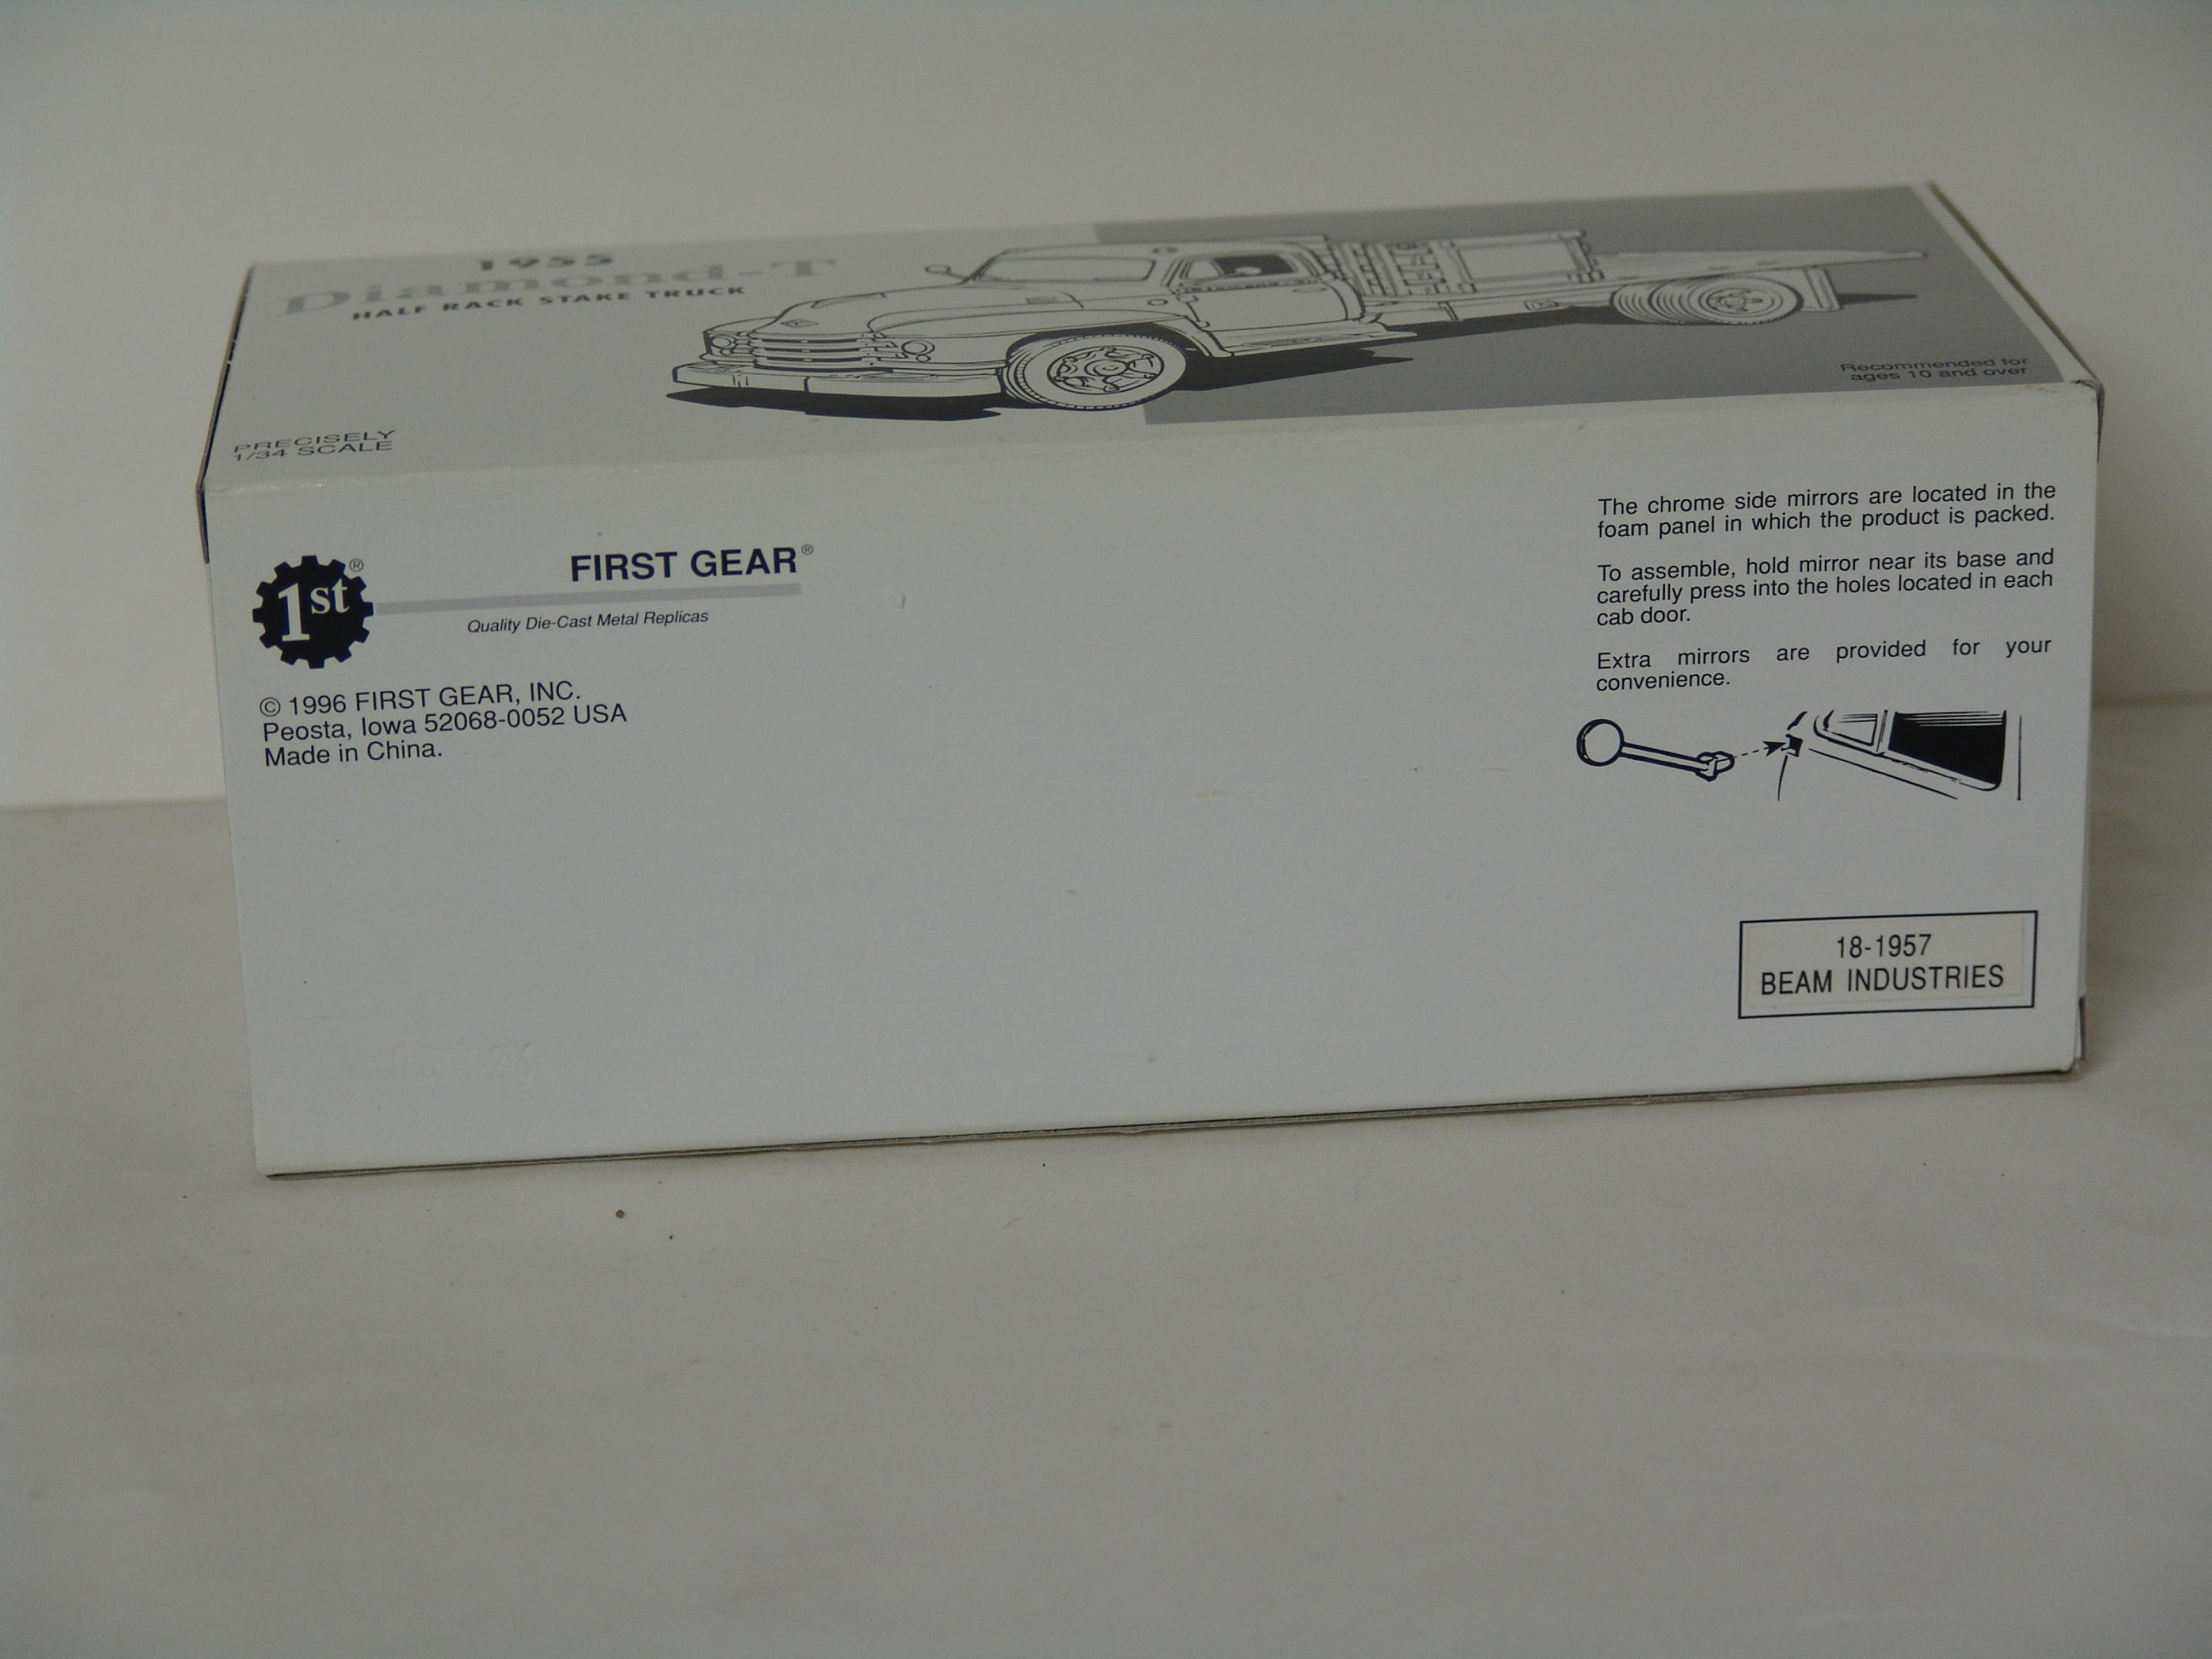 1955
Diamond-T
HALF RACK STAKE TRUCK
Recommended for
ages 10 and over
PRECISELY
1/34 SCALE
1st®
FIRST GEAR®
Quality Die-Cast Metal Replicas
© 1996 FIRST GEAR, INC.
Peosta, Iowa 52068-0052 USA
Made in China.
The chrome side mirrors are located in the
foam panel in which the product is packed.
To assemble, hold mirror near its base and
carefully press into the holes located in each
cab door.
Extra mirrors are provided for your
convenience.
18-1957
BEAM INDUSTRIES